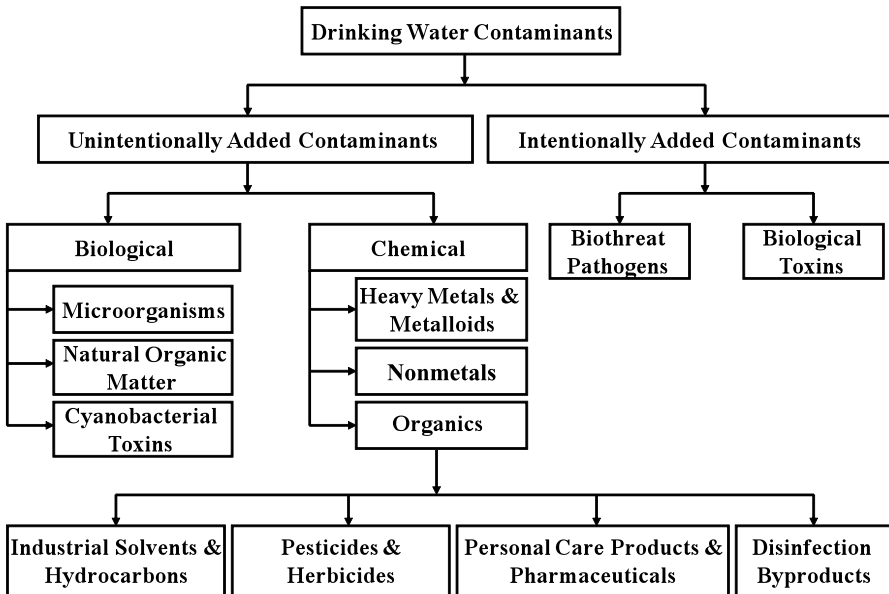 Drinking Water Contaminants
Unintentionally Added Contaminants
Intentionally Added Contaminants
Biological
Chemical
Biothreat
Pathogens
Biological
Toxins
Microorganisms
Natural Organic
Matter
Cyanobacterial
Toxins
Heavy Metals &
Metalloids
Nonmetals
Organics
Industrial Solvents &
Hydrocarbons
Pesticides &
Herbicides
Personal Care Products &
Pharmaceuticals
Disinfection
Byproducts